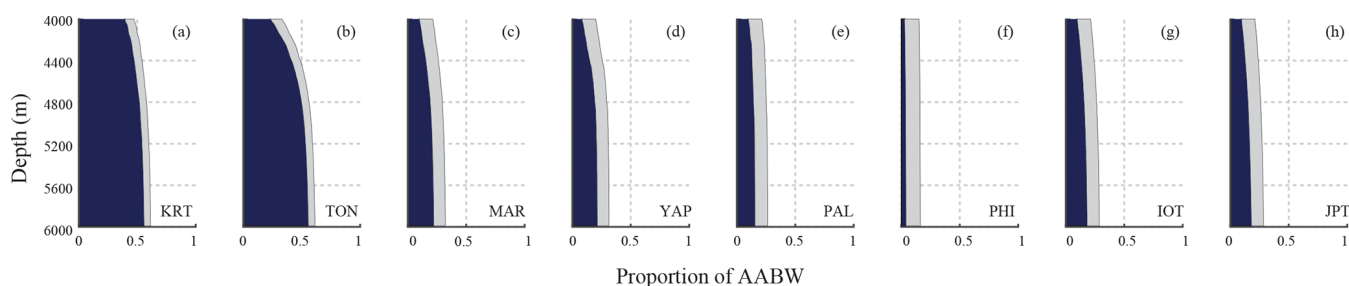 (a) (b) (c) (d) (e) (f) (g) (h)
Depth (m)
4000
4400
4800
5200
5600
6000
KRT TON MAR YAP PAL PHI IOT JPT
0 0.5 1 0 0.5 1 0 0.5 1 0 0.5 1 0 0.5 1 0 0.5 1 0 0.5 1 0 0.5 1
Proportion of AABW